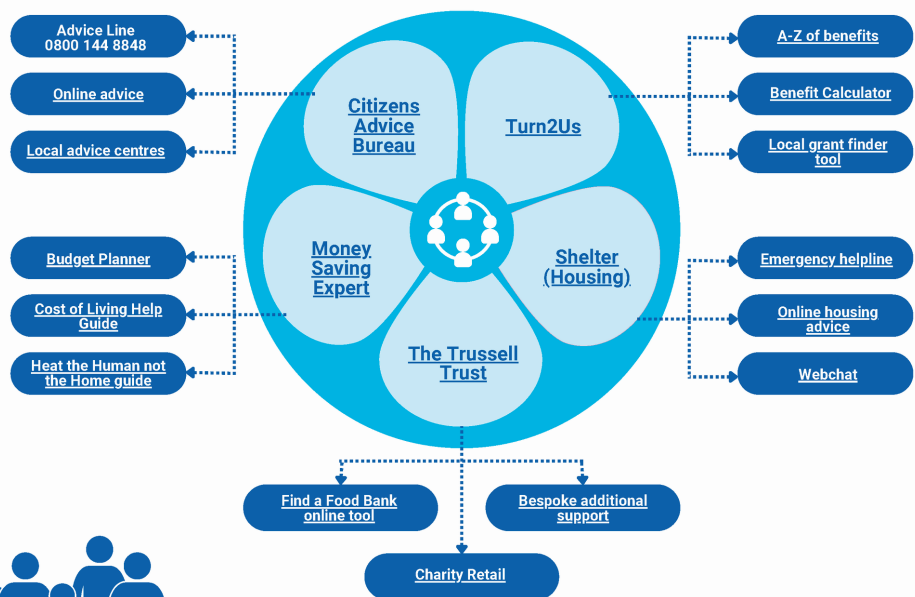 Advice Line
0800 144 8848
Online advice
Local advice centres
Citizens
Advice
Bureau
Turn2Us
A-Z of benefits
Benefit Calculator
Local grant finder
tool
Budget Planner
Cost of Living Help
Guide
Heat the Human not
the Home guide
Money
Saving
Expert
Shelter
(Housing)
Emergency helpline
Online housing
advice
Webchat
The Trussell
Trust
Find a Food Bank
online tool
Bespoke additional
support
Charity Retail